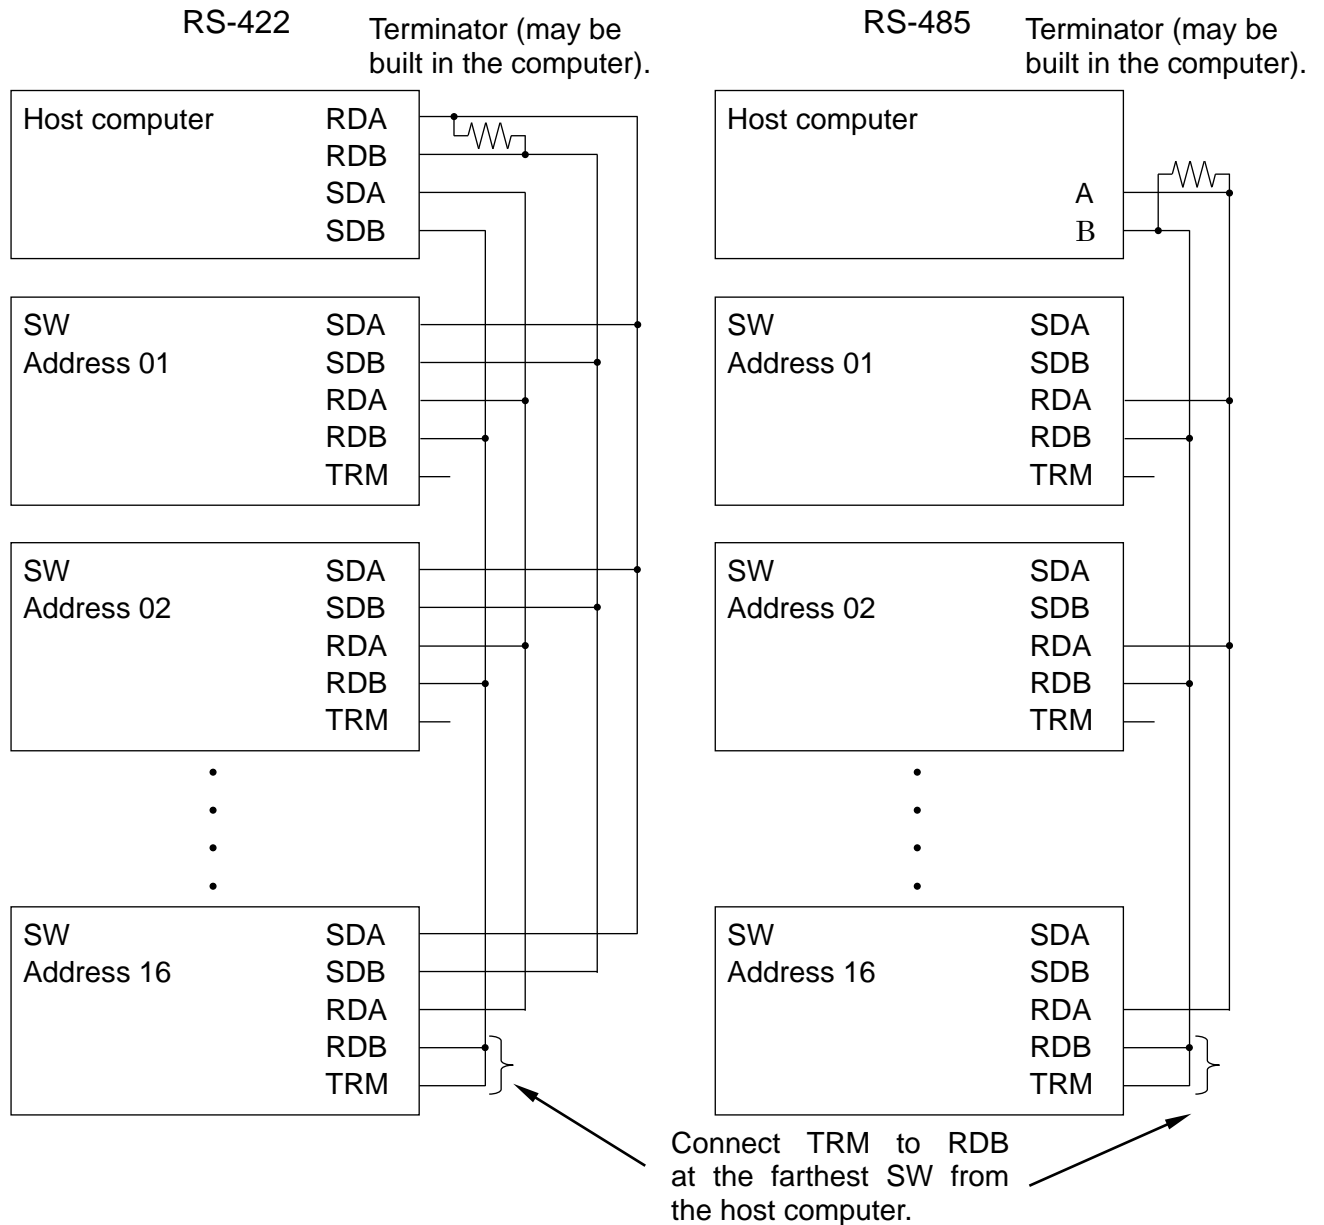 RS-422
Terminator (may be
built in the computer).
Host computer
RDA
RDB
SDA
SDB
SW
Address 01
SDA
SDB
RDA
RDB
TRM
SW
Address 02
SDA
SDB
RDA
RDB
TRM
SW
Address 16
SDA
SDB
RDA
RDB
TRM
RS-485
Terminator (may be
built in the computer).
Host computer
A
B
SW
Address 01
SDA
SDB
RDA
RDB
TRM
SW
Address 02
SDA
SDB
RDA
RDB
TRM
SW
Address 16
SDA
SDB
RDA
RDB
TRM
Connect TRM to RDB
at the farthest SW from
the host computer.